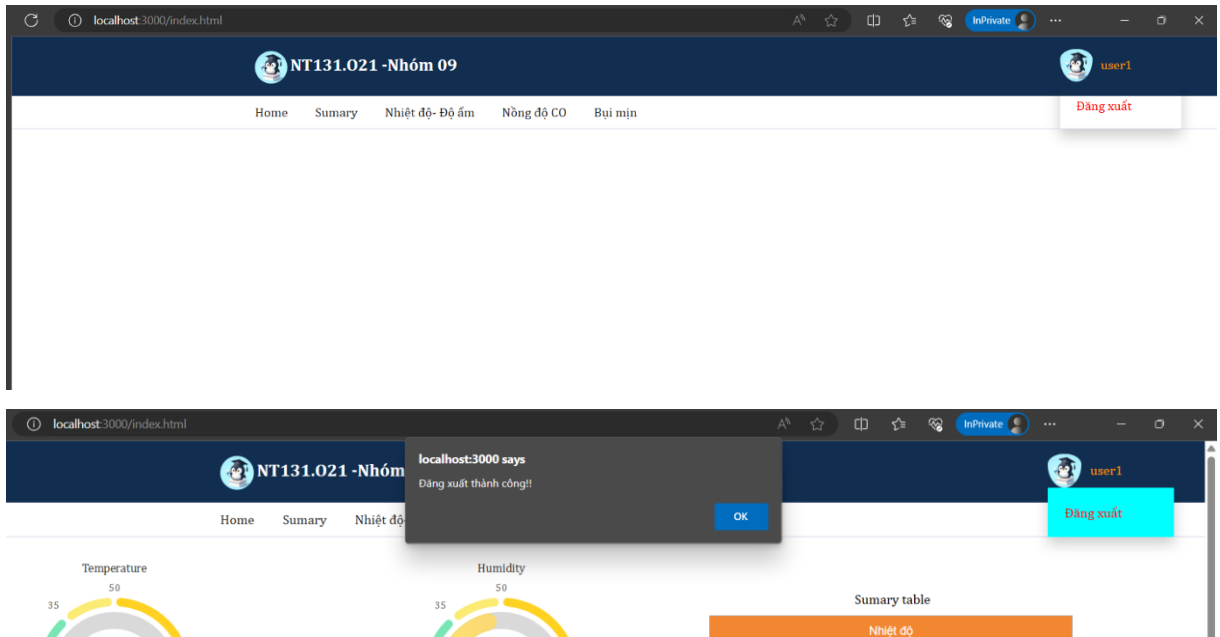 localhost:3000/index.html
InPrivate
NT131.O21 -Nhóm 09
user1
Home Sumary Nhiệt độ- Độ ẩm Nồng độ CO Bụi mịn
Đăng xuất
localhost:3000/index.html
InPrivate
NT131.O21 -Nhóm
localhost:3000 says
Đăng xuất thành công!!
OK
user1
Home Sumary Nhiệt độ-
Đăng xuất
Temperature
50
35
Humidity
50
35
Sumary table
Nhiệt độ